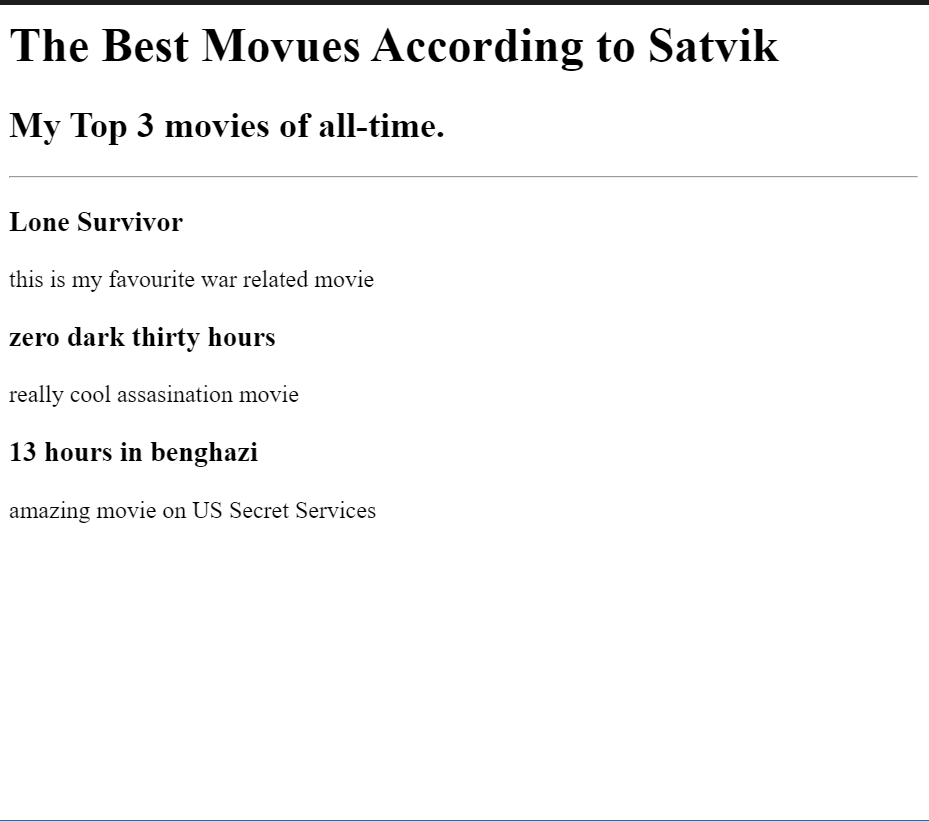 The Best Movues According to Satvik
My Top 3 movies of all-time.
Lone Survivor
this is my favourite war related movie
zero dark thirty hours
really cool assasination movie
13 hours in benghazi
amazing movie on US Secret Services